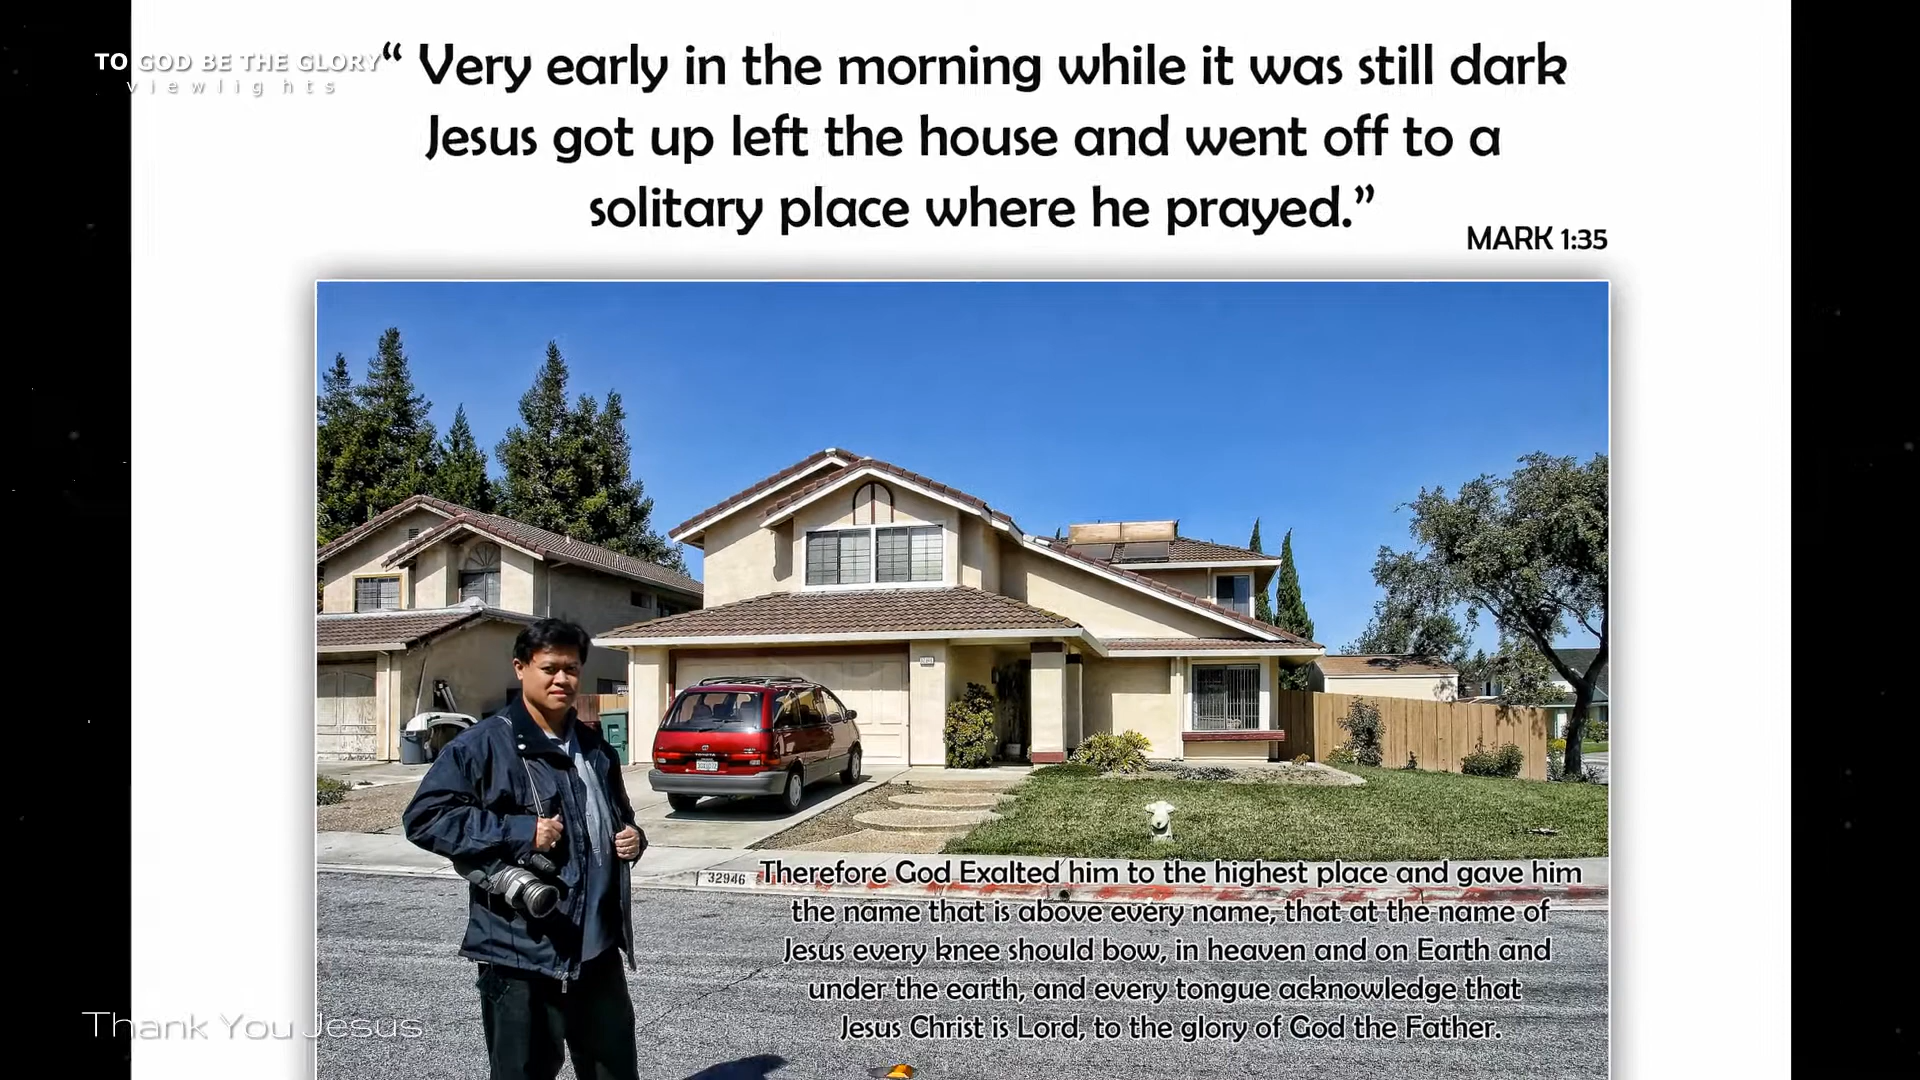 TO GOD BE THE GLORY
viewlights
“ Very early in the morning while it was still dark
Jesus got up left the house and went off to a
solitary place where he prayed.”
MARK 1:35
TOYOTA
32946
Therefore God Exalted him to the highest place and gave him
the name that is above every name, that at the name of
Jesus every knee should bow, in heaven and on Earth and
under the earth, and every tongue acknowledge that
Jesus Christ is Lord, to the glory of God the Father.
Thank You Jesus